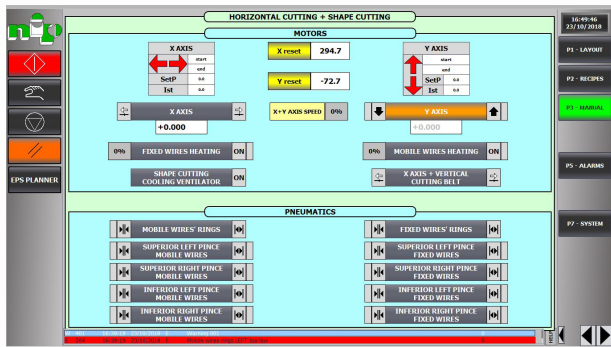 nip
HORIZONTAL CUTTING + SHAPE CUTTING
16:49:46
23/10/2018
MOTORS
X AXIS
start
end
SetP 0.0
Ist 0.0
X reset 294.7
Y reset -72.7
Y AXIS
start
end
SetP 0.0
Ist 0.0
P1 - LAYOUT
P2 - RECIPES
P3 - MANUAL
P5 - ALARMS
P7 - SYSTEM
EPS PLANNER
X AXIS
+0.000
X+Y AXIS SPEED 0%
Y AXIS
+0.000
0% FIXED WIRES HEATING ON
0% MOBILE WIRES HEATING ON
SHAPE CUTTING
COOLING VENTILATOR ON
X AXIS + VERTICAL
CUTTING BELT
PNEUMATICS
MOBILE WIRES' RINGS
FIXED WIRES' RINGS
SUPERIOR LEFT PINCE
MOBILE WIRES
SUPERIOR LEFT PINCE
FIXED WIRES
SUPERIOR RIGHT PINCE
MOBILE WIRES
SUPERIOR RIGHT PINCE
FIXED WIRES
INFERIOR LEFT PINCE
MOBILE WIRES
INFERIOR LEFT PINCE
FIXED WIRES
INFERIOR RIGHT PINCE
MOBILE WIRES
INFERIOR RIGHT PINCE
FIXED WIRES